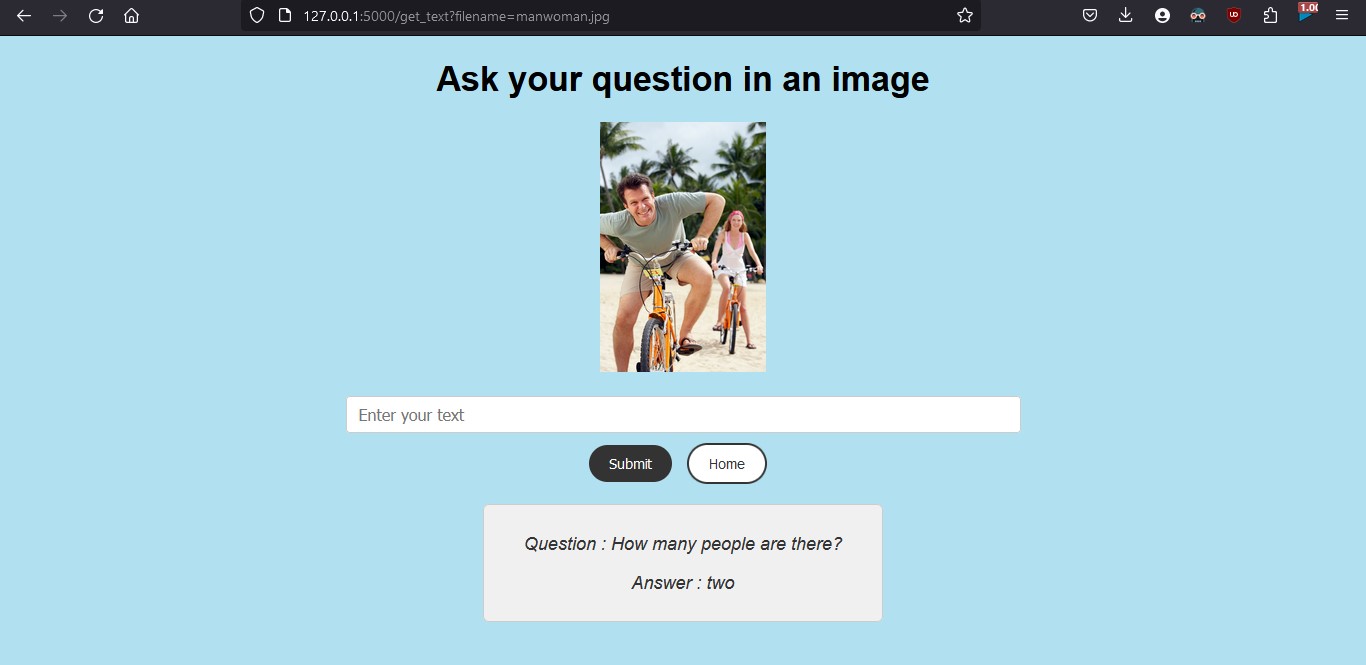 127.0.0.1:5000/get_text?filename=manwoman.jpg
UD
1.00
Ask your question in an image
Enter your text
Submit Home
Question : How many people are there?
Answer : two